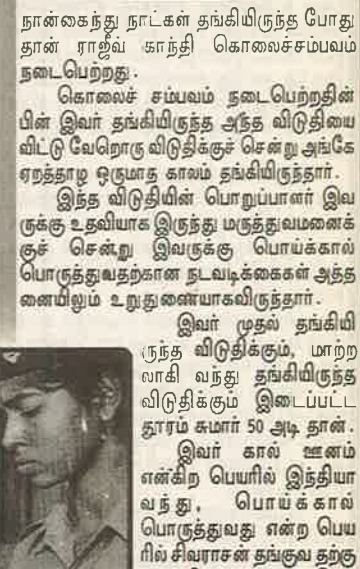 நான்கைந்து நாட்கள் தங்கியிருந்த போது
தான் ராஜீவ் காந்தி கொலைச்சம்பவம்
நடைபெற்றது.
கொலைச் சம்பவம் நடைபெற்றதின்
பின் இவர் தங்கியிருந்த அந்த விடுதியை
விட்டு வேறொரு விடுதிக்குச் சென்று அங்கே
ஏறத்தாழ ஒருமாத காலம் தங்கியிருந்தார்.
இந்த விடுதியின் பொறுப்பாளர் இவ
ருக்கு உதவியாக இருந்து மருத்துவமனைக்
குச் சென்று இவருக்கு பொய்க்கால்
பொருத்துவதற்கான நடவடிக்கைகள் அத்த
னையிலும் உறுதுணையாகவிருந்தார்.
இவர் முதல் தங்கியி
ருந்த விடுதிக்கும், மாற்ற
லாகி வந்து தங்கியிருந்த
விடுதிக்கும் இடைப்பட்ட
தூரம் சுமார் 50 அடி தான்.
இவர் கால் ஊனம்
என்கிற பெயரில் இந்தியா
வந்து, பொய்க்கால்
பொருத்துவது என்ற பெய
ரில் சிவராசன் தங்குவதற்கு